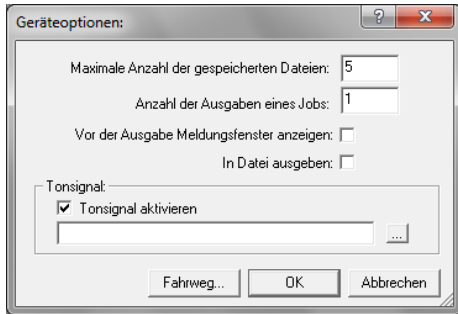 Geräteoptionen:
Maximale Anzahl der gespeicherten Dateien: 5
Anzahl der Ausgaben eines Jobs: 1
Vor der Ausgabe Meldungsfenster anzeigen:
In Datei ausgeben:
Tonsignal:
Tonsignal aktivieren
...
Fahrweg... OK Abbrechen